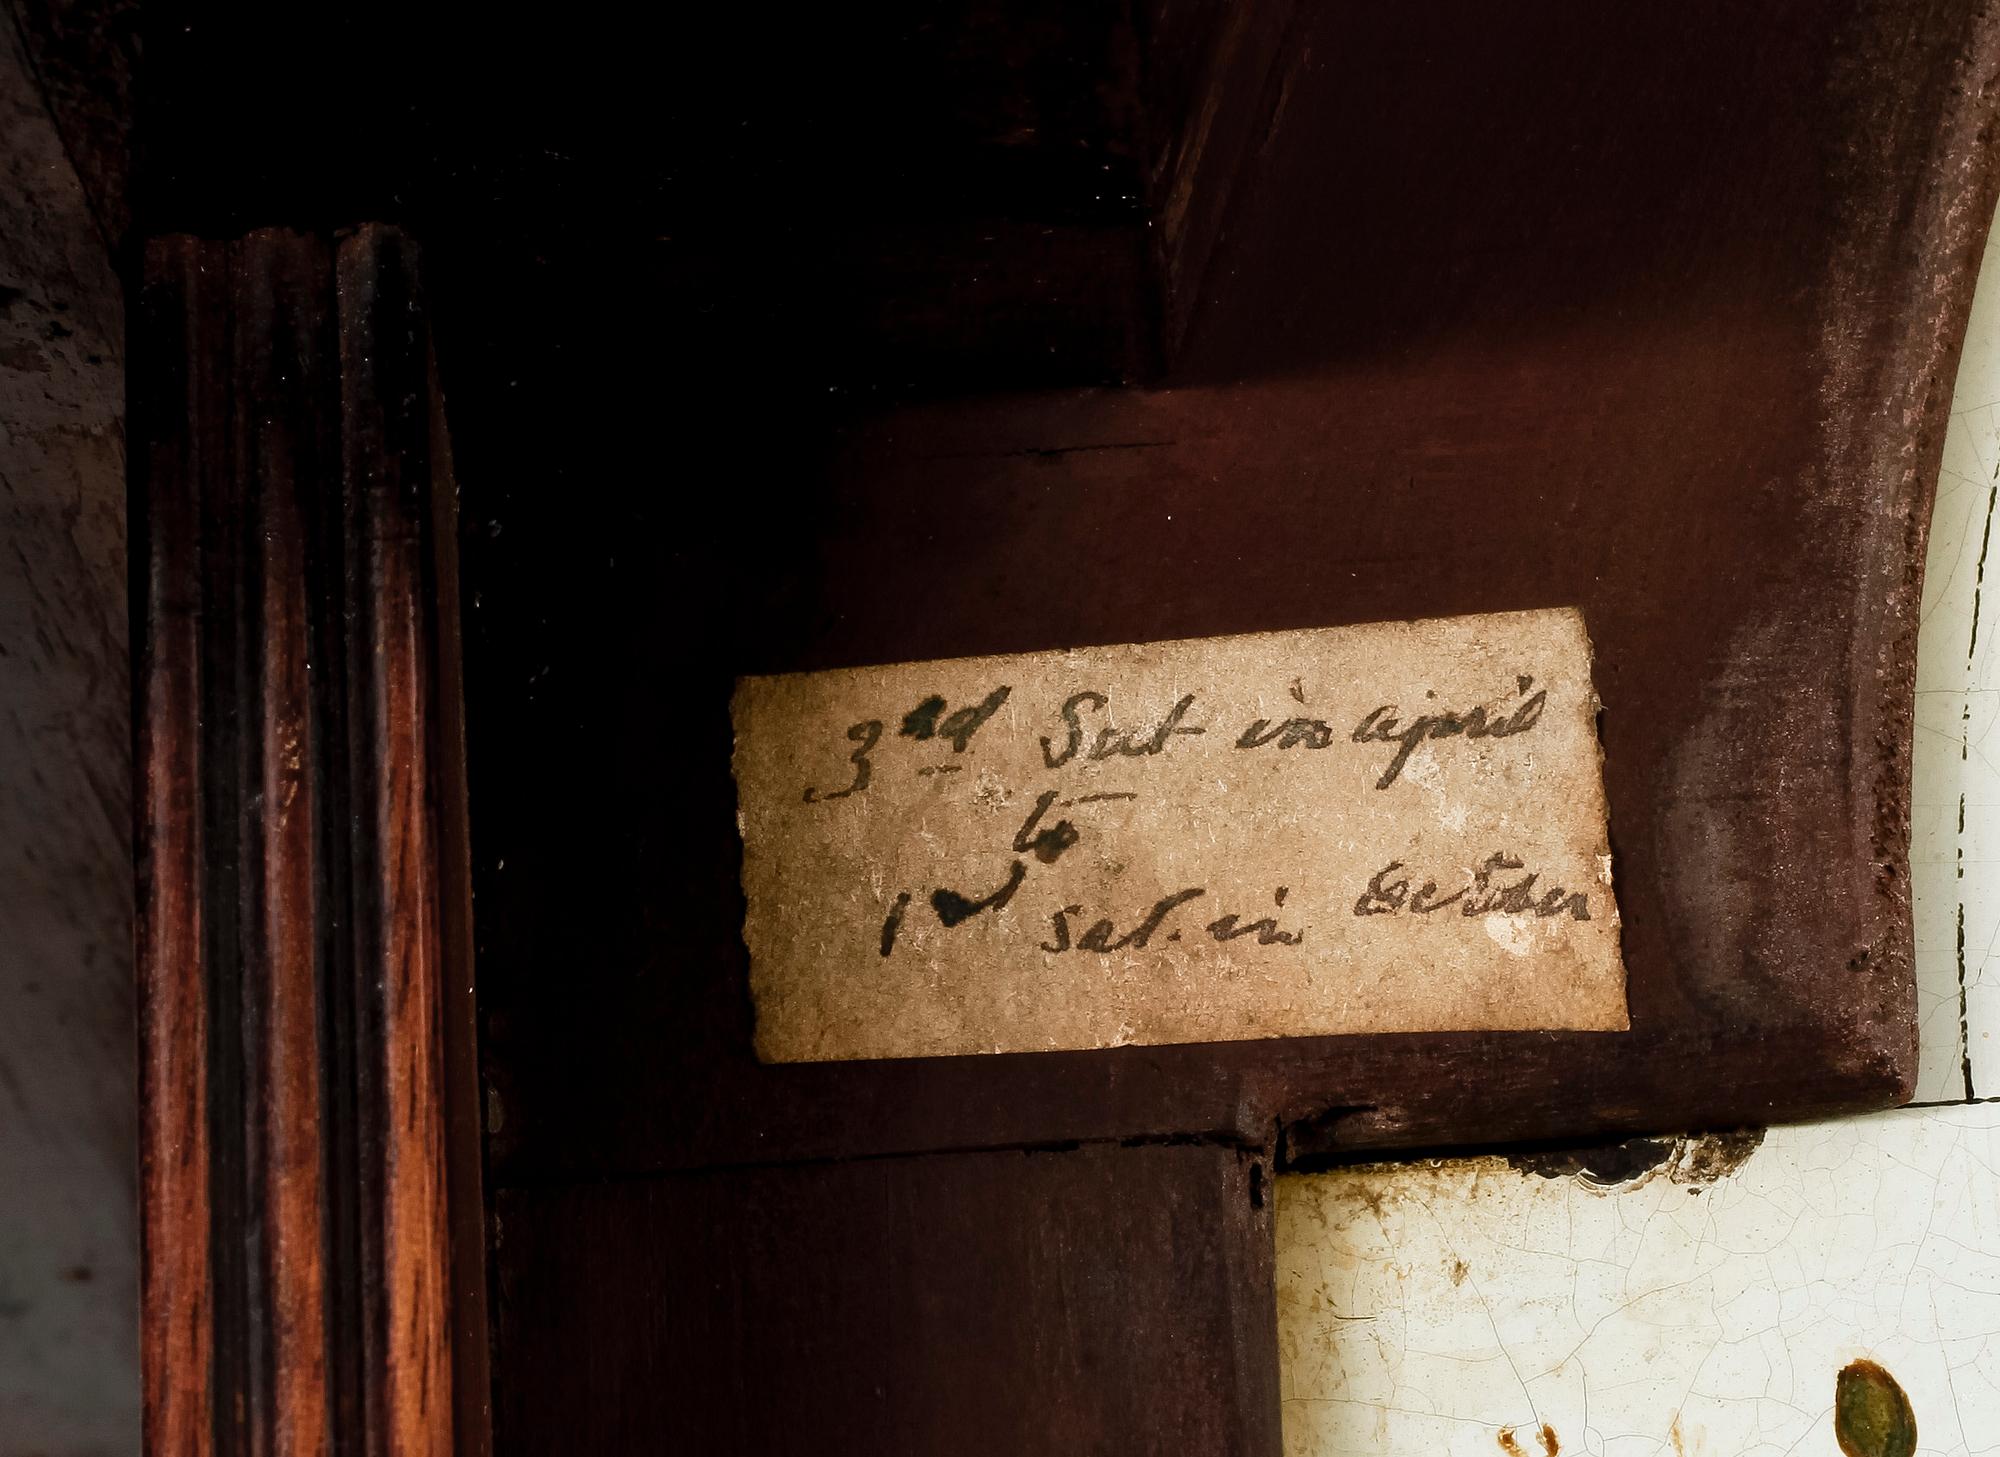 3rd Sat in april
to
1st sat. in October